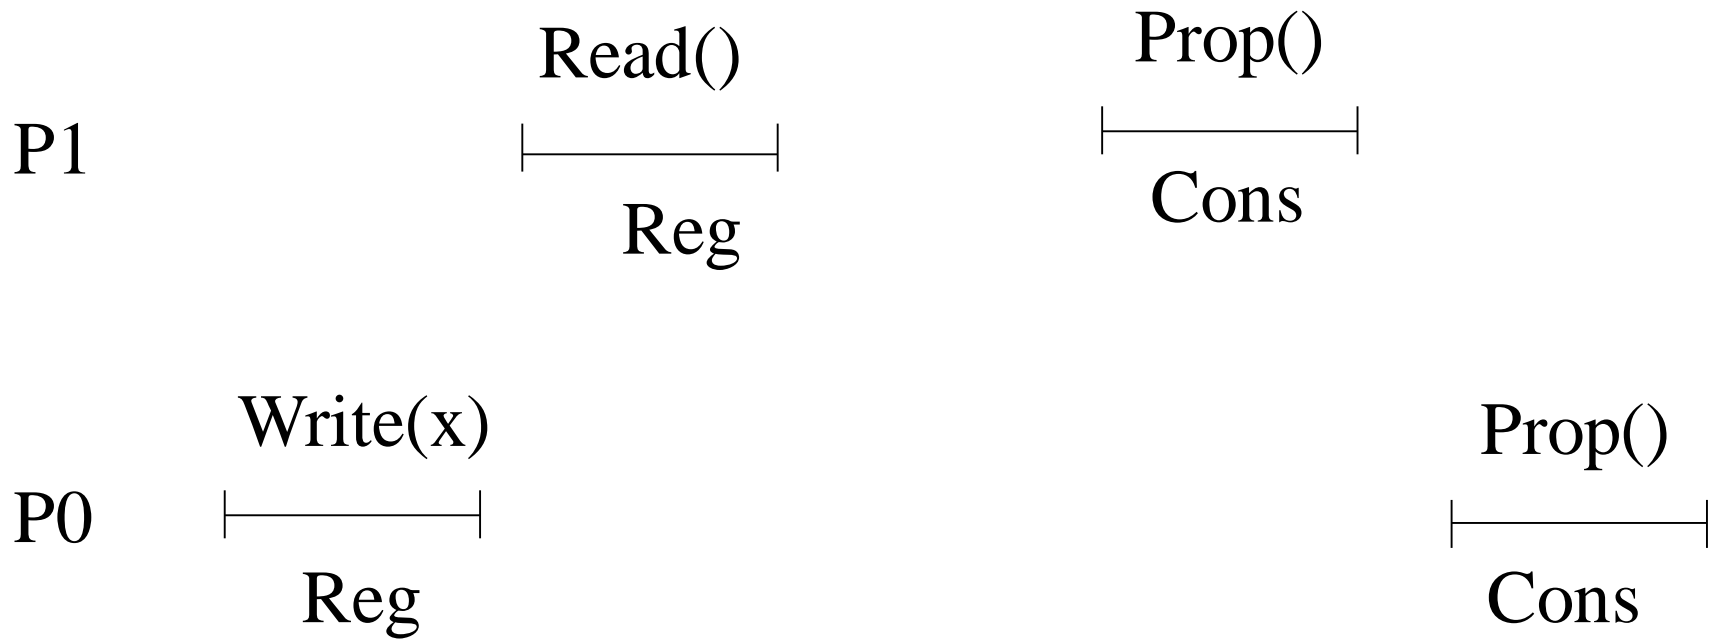 Read()
Prop()
P1
Cons
Reg
Write(x)
Prop()
P0
Reg
Cons